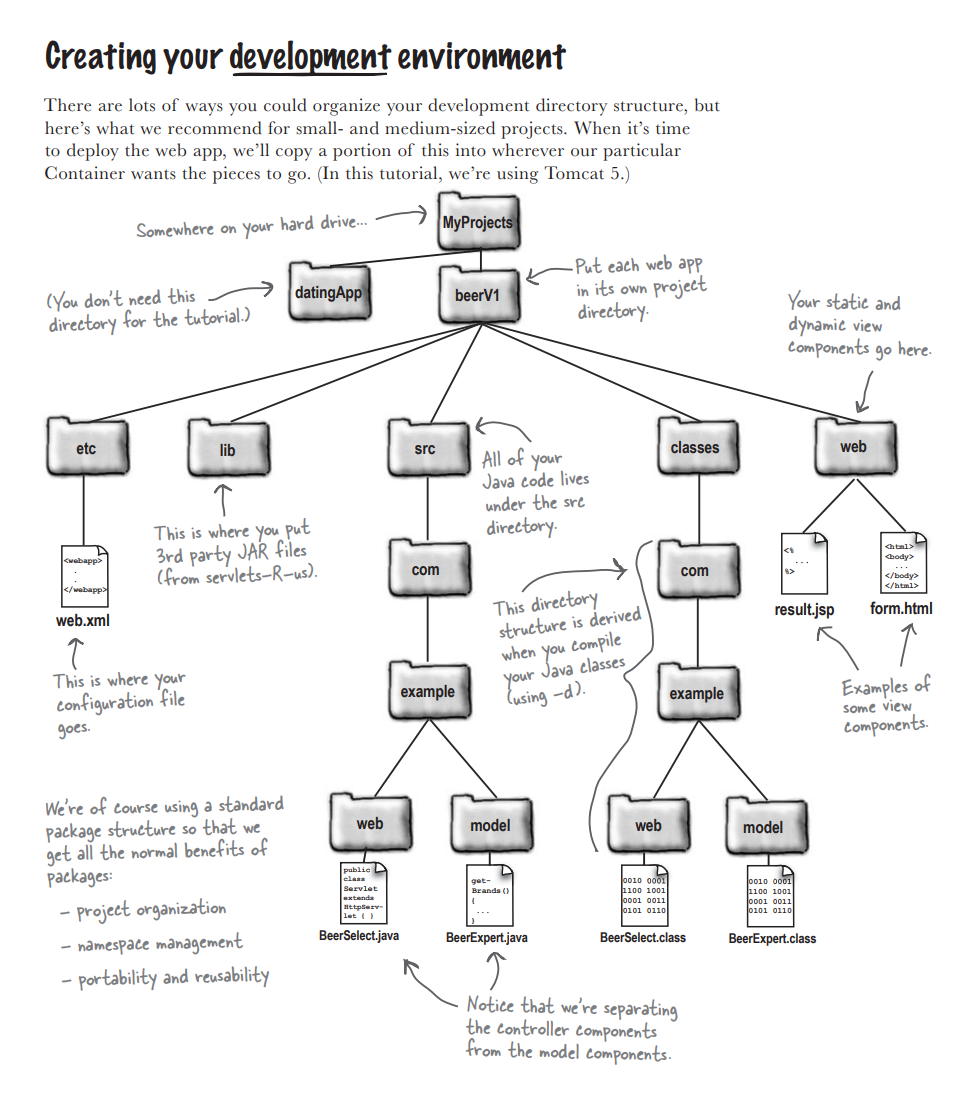 Creating your development environment
There are lots of ways you could organize your development directory structure, but
here's what we recommend for small- and medium-sized projects. When it's time
to deploy the web app, we'll copy a portion of this into wherever our particular
Container wants the pieces to go. (In this tutorial, we're using Tomcat 5.)
Somewhere on your hard drive...
MyProjects
(You don't need this
directory for the tutorial.)
datingApp
beerV1
Put each web app
in its own project
directory.
Your static and
dynamic view
components go here.
etc
lib
src
classes
web
All of your
Java code lives
under the src
directory.
This is where you put
3rd party JAR files
(from servlets-R-us).
<webapp>
.
.
</webapp>
web.xml
This is where your
configuration file
goes.
com
com
This directory
structure is derived
when you compile
your Java classes
(using -d).
<%
...
%>
result.jsp
<html>
<body>
...
</body>
</html>
form.html
Examples of
some view
components.
example
example
We're of course using a standard
package structure so that we
get all the normal benefits of
packages:
- project organization
- namespace management
- portability and reusability
web
model
web
model
public
class
Servlet
extends
HttpServ-
let { }
BeerSelect.java
get-
Brands()
{
...
}
BeerExpert.java
0010 0001
1100 1001
0001 0011
0101 0110
BeerSelect.class
0010 0001
1100 1001
0001 0011
0101 0110
BeerExpert.class
Notice that we're separating
the controller components
from the model components.